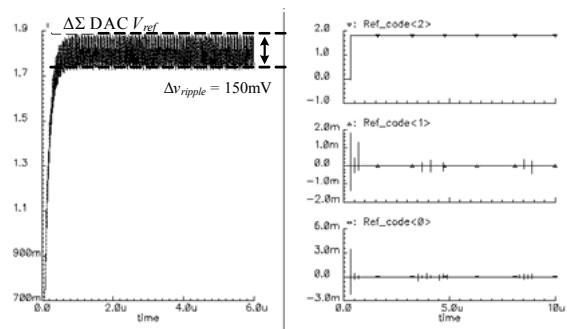 ΔΣ DAC Vref
1.9
1.7
1.5
1.3
1.1
900m
700m
Δvripple = 150mV
0.0
2.0u
4.0u
6.0u
time
▾: Ref_code<2>
2.0
1.0
0.0
-1.0
▵: Ref_code<1>
2.0m
1.0m
0.0
-1.0m
-2.0m
Ref_code<0>
6.0m
3.0m
0.0
-3.0m
0.0
5.0u
10u
time